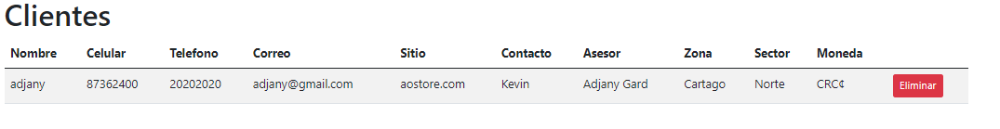 Clientes
Nombre Celular Telefono Correo Sitio Contacto Asesor Zona Sector Moneda
adjany 87362400 20202020 adjany@gmail.com aostore.com Kevin Adjany Gard Cartago Norte CRC₡ Eliminar